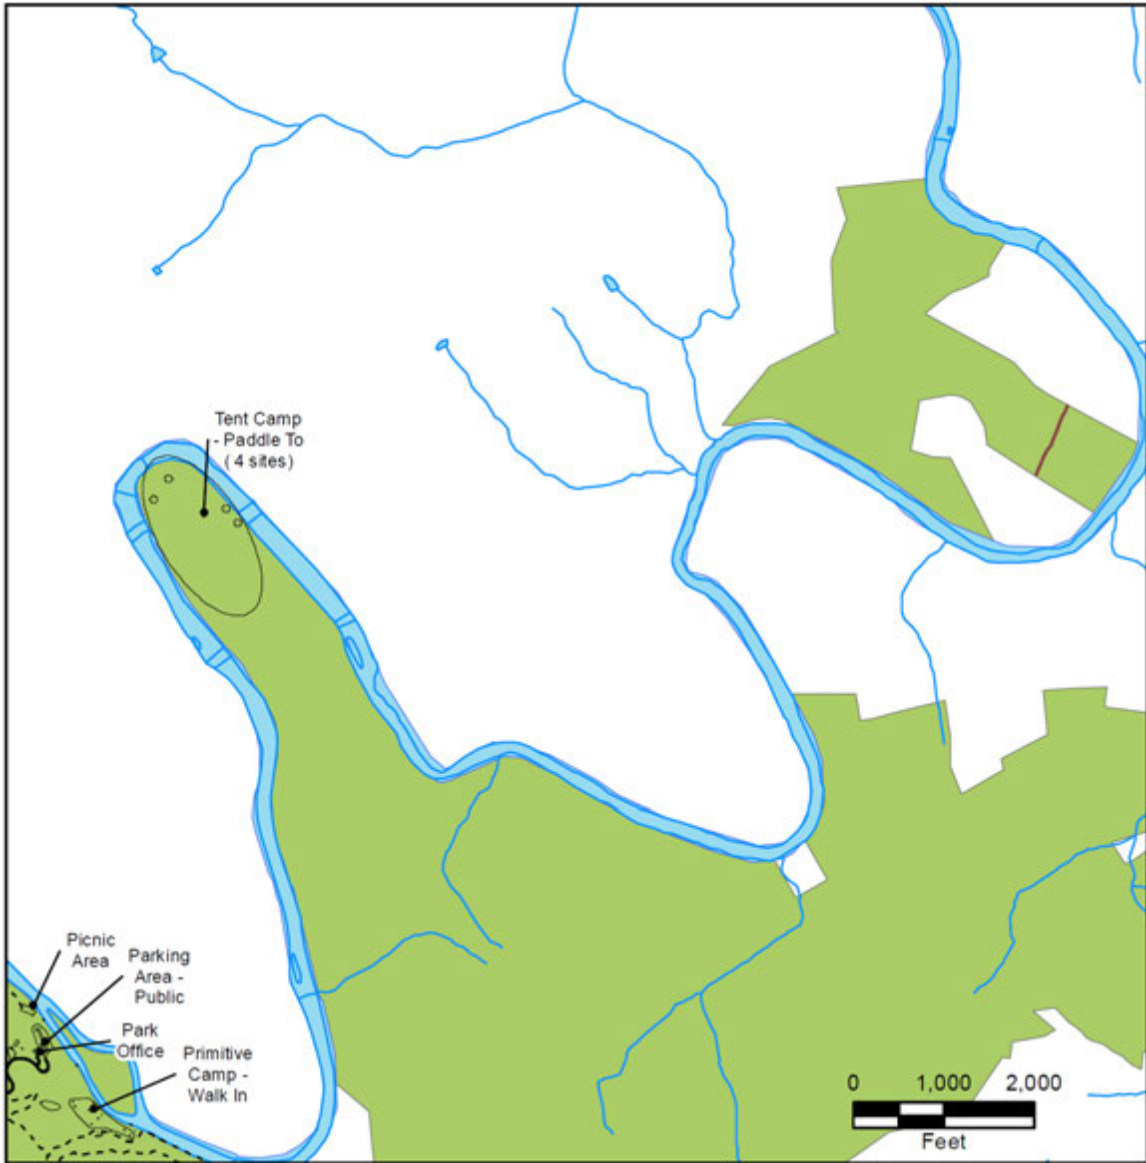 Tent Camp
- Paddle To
( 4 sites)
Picnic
Area
Parking
Area -
Public
Park
Office
Primitive
Camp -
Walk In
0 1,000 2,000
Feet